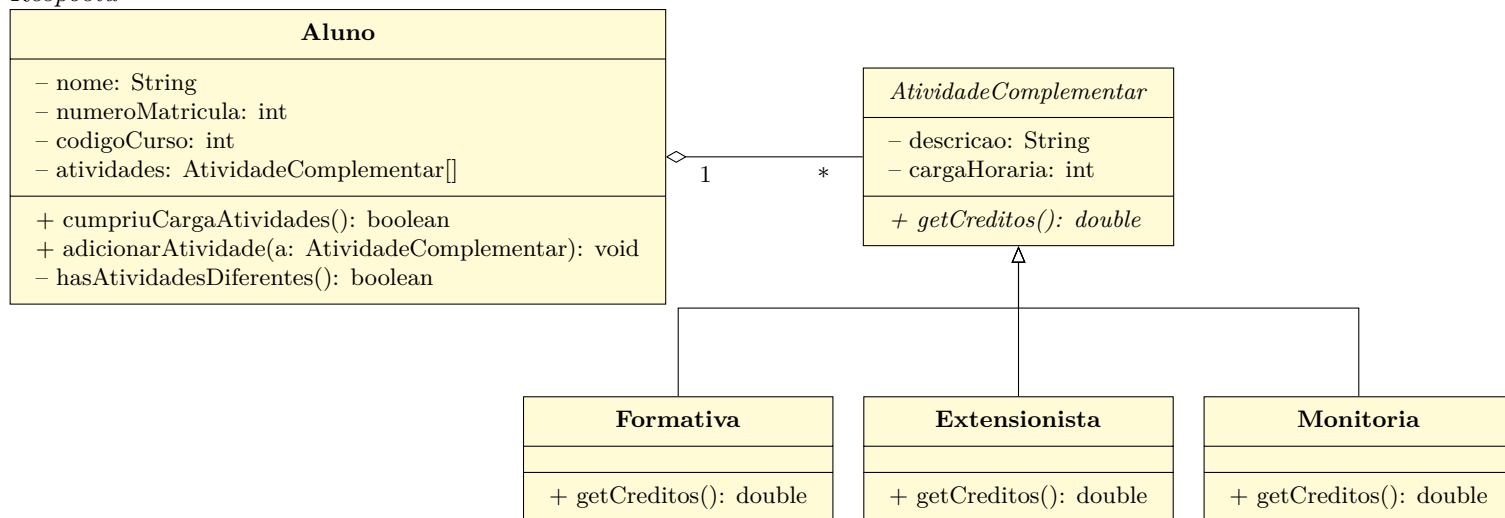 Resposta
Aluno
– nome: String
– numeroMatricula: int
– codigoCurso: int
– atividades: AtividadeComplementar[]
+ cumpriuCargaAtividades(): boolean
+ adicionarAtividade(a: AtividadeComplementar): void
– hasAtividadesDiferentes(): boolean
1
*
AtividadeComplementar
– descricao: String
– cargaHoraria: int
+ getCreditos(): double
Formativa
+ getCreditos(): double
Extensionista
+ getCreditos(): double
Monitoria
+ getCreditos(): double